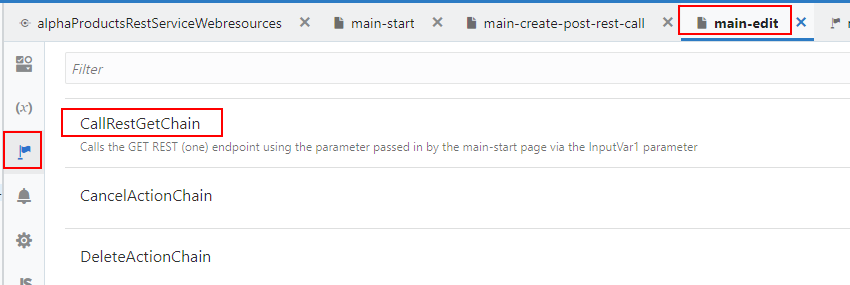 alphaProductsRestServiceWebresources main-start main-create-post-rest-call main-edit
Filter
(x)
CallRestGetChain
Calls the GET REST (one) endpoint using the parameter passed in by the main-start page via the InputVar1 parameter
CancelActionChain
DeleteActionChain
JS